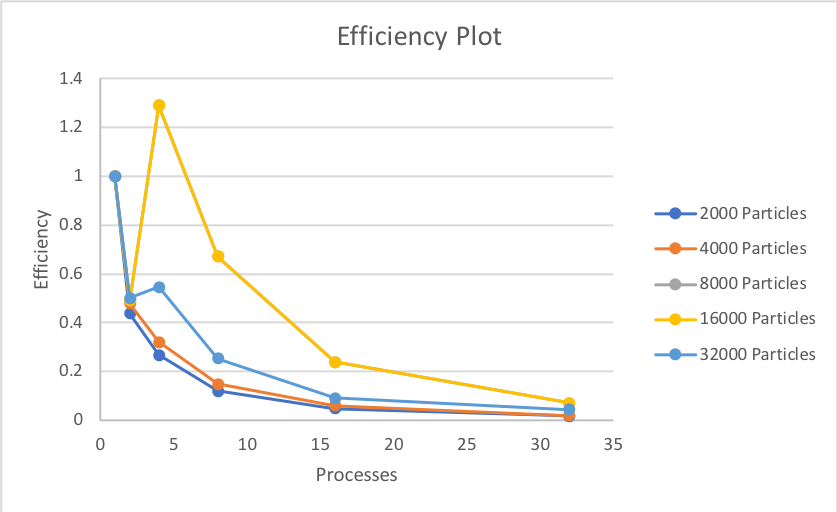 Efficiency Plot
1.4
1.2
1
0.8
0.6
0.4
0.2
0
Efficiency
0 5 10 15 20 25 30 35
Processes
2000 Particles
4000 Particles
8000 Particles
16000 Particles
32000 Particles